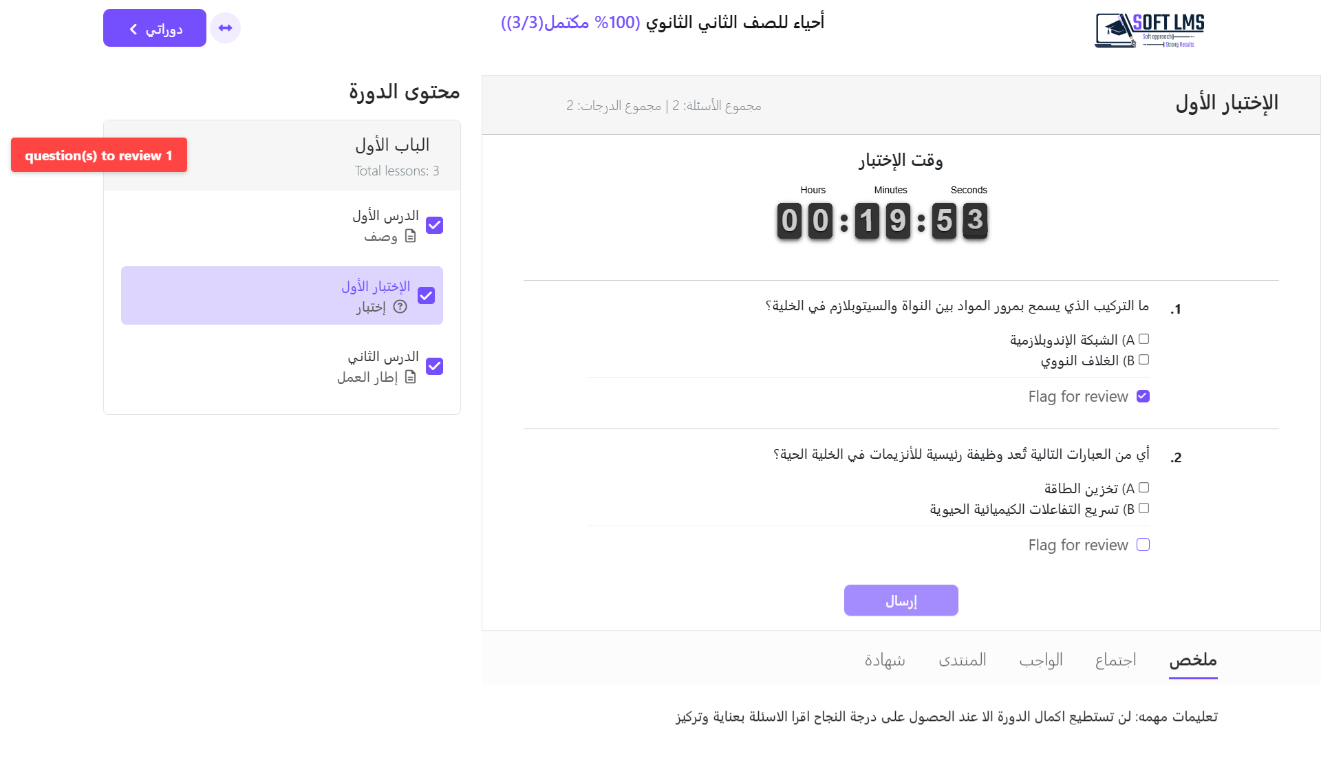 SOFT LMS
Soft approach
Strong Results
أحياء للصف الثاني الثانوي (100% مكتمل(3/3))
دوراتي
الإختبار الأول
مجموع الأسئلة: 2 | مجموع الدرجات: 2
وقت الإختبار
Hours Minutes Seconds
00:19:53
1. ما التركيب الذي يسمح بمرور المواد بين النواة والسيتوبلازم في الخلية؟
A) الشبكة الإندوبلازمية
B) الغلاف النووي
Flag for review
2. أي من العبارات التالية تُعد وظيفة رئيسية للأنزيمات في الخلية الحية؟
A) تخزين الطاقة
B) تسريع التفاعلات الكيميائية الحيوية
Flag for review
إرسال
ملخص
اجتماع
الواجب
المنتدى
شهادة
تعليمات مهمه: لن تستطيع اكمال الدورة الا عند الحصول على درجة النجاح اقرا الاسئلة بعناية وتركيز
محتوى الدورة
الباب الأول
Total lessons: 3
question(s) to review 1
الدرس الأول
وصف
الإختبار الأول
إختبار
الدرس الثاني
إطار العمل